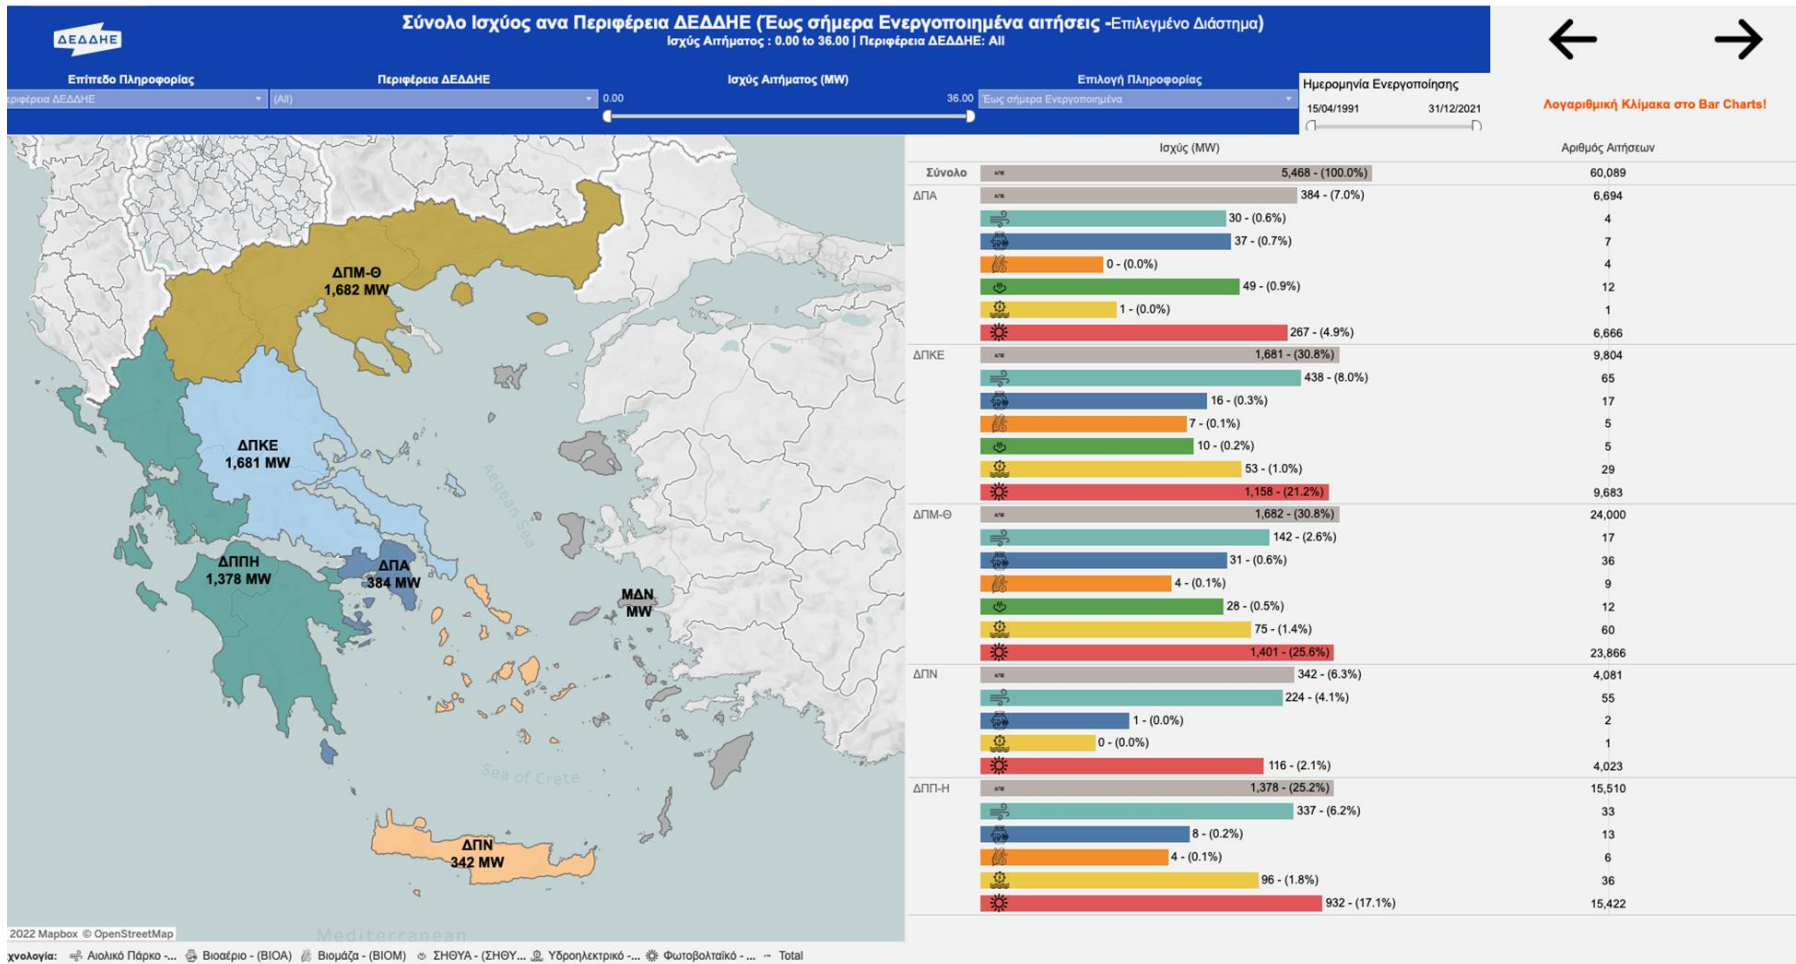 ΔΕΔΔΗΕ
Σύνολο Ισχύος ανα Περιφέρεια ΔΕΔΔΗΕ (Έως σήμερα Ενεργοποιημένα αιτήσεις -Επιλεγμένο Διάστημα)
Ισχύς Αιτήματος : 0.00 to 36.00 | Περιφέρεια ΔΕΔΔΗΕ: All
Επίπεδο Πληροφορίας
Περιφέρεια ΔΕΔΔΗΕ
Ισχύς Αιτήματος (MW)
Επιλογή Πληροφορίας
Ημερομηνία Ενεργοποίησης
εριφέρεια ΔΕΔΔΗΕ
(All)
0.00
36.00
Έως σήμερα Ενεργοποιημένα
15/04/1991
31/12/2021
Λογαριθμική Κλίμακα στο Bar Charts!
ΔΠΜ-Θ
1,682 MW
ΔΠΚΕ
1,681 MW
ΔΠΠΗ
1,378 MW
ΔΠΑ
384 MW
ΜΔΝ
MW
ΔΠΝ
342 MW
Aegean Sea
Sea of Crete
Mediterranean
2022 Mapbox © OpenStreetMap
Ισχύς (MW) Αριθμός Αιτήσεων
Σύνολο ΑΠΕ 5,468 - (100.0%) 60,089
ΔΠΑ ΑΠΕ 384 - (7.0%) 6,694
30 - (0.6%) 4
37 - (0.7%) 7
0 - (0.0%) 4
49 - (0.9%) 12
1 - (0.0%) 1
267 - (4.9%) 6,666
ΔΠΚΕ ΑΠΕ 1,681 - (30.8%) 9,804
438 - (8.0%) 65
16 - (0.3%) 17
7 - (0.1%) 5
10 - (0.2%) 5
53 - (1.0%) 29
1,158 - (21.2%) 9,683
ΔΠΜ-Θ ΑΠΕ 1,682 - (30.8%) 24,000
142 - (2.6%) 17
31 - (0.6%) 36
4 - (0.1%) 9
28 - (0.5%) 12
75 - (1.4%) 60
1,401 - (25.6%) 23,866
ΔΠΝ ΑΠΕ 342 - (6.3%) 4,081
224 - (4.1%) 55
1 - (0.0%) 2
0 - (0.0%) 1
116 - (2.1%) 4,023
ΔΠΠ-Η ΑΠΕ 1,378 - (25.2%) 15,510
337 - (6.2%) 33
8 - (0.2%) 13
4 - (0.1%) 6
96 - (1.8%) 36
932 - (17.1%) 15,422
χνολογία: Αιολικό Πάρκο -... Βιοαέριο - (ΒΙΟΑ) Βιομάζα - (ΒΙΟΜ) ΣΗΘΥΑ - (ΣΗΘΥ... Υδροηλεκτρικό -... Φωτοβολταϊκό - ... Total